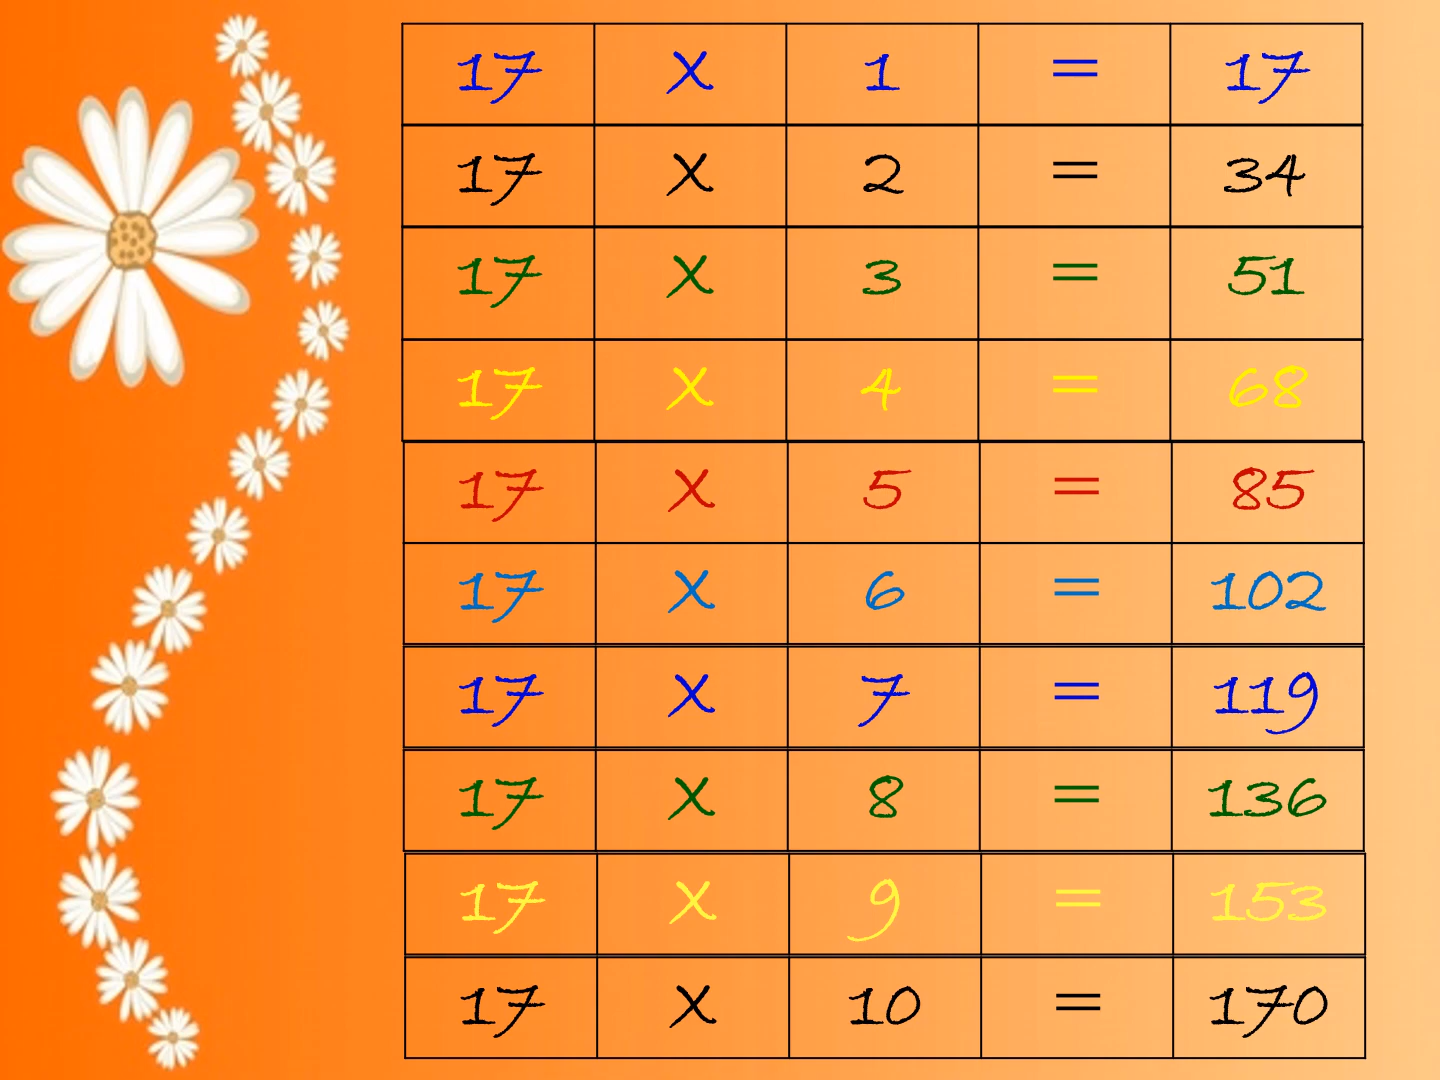 17 X 1 = 17
17 X 2 = 34
17 X 3 = 51
17 X 4 = 68
17 X 5 = 85
17 X 6 = 102
17 X 7 = 119
17 X 8 = 136
17 X 9 = 153
17 X 10 = 170